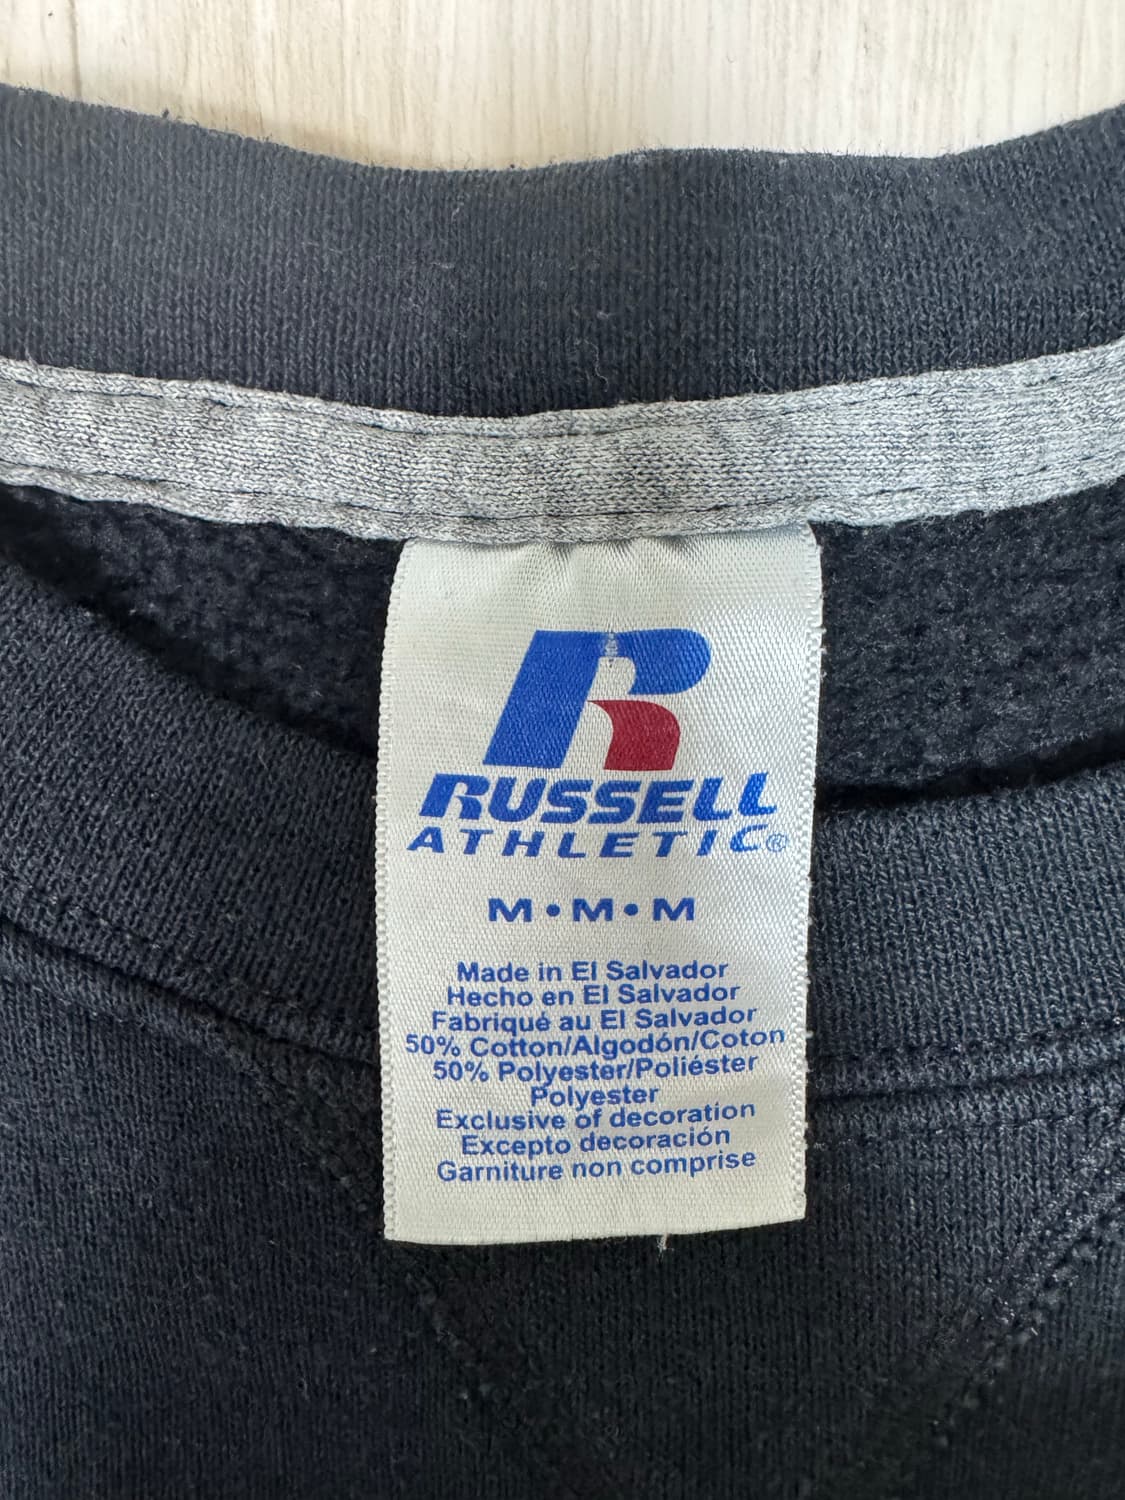 R
RUSSELL
ATHLETIC®
M • M • M
Made in El Salvador
Hecho en El Salvador
Fabriqué au El Salvador
50% Cotton/Algodón/Coton
50% Polyester/Poliéster
Polyester
Exclusive of decoration
Excepto decoración
Garniture non comprise